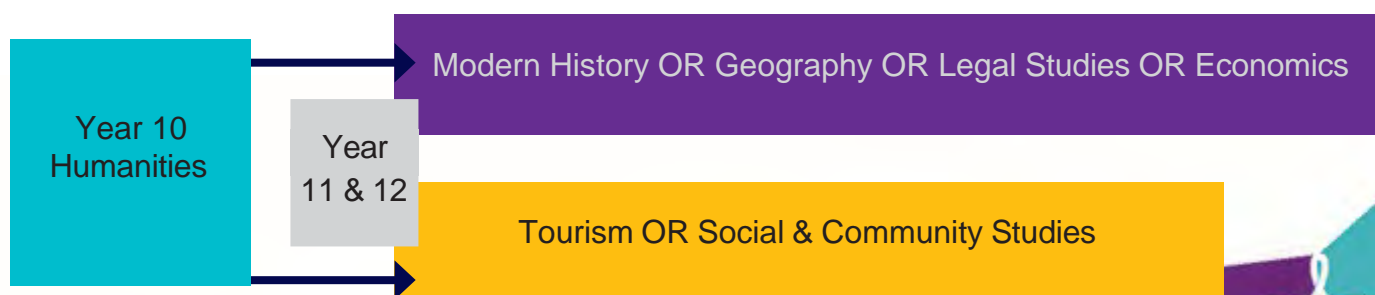 Modern History OR Geography OR Legal Studies OR Economics
Year 10
Humanities
Year
11 & 12
Tourism OR Social & Community Studies